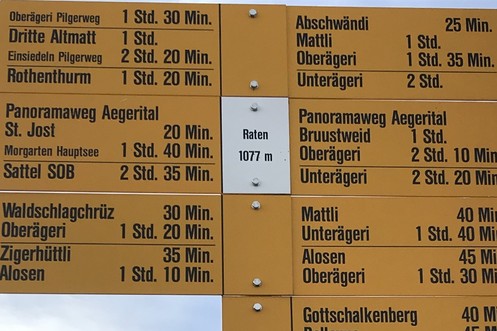 Oberägeri Pilgerweg 1 Std. 30 Min.
Dritte Altmatt 1 Std.
Einsiedeln Pilgerweg 2 Std. 20 Min.
Rothenthurm 1 Std. 20 Min.
Panoramaweg Aegerital
St. Jost 20 Min.
Morgarten Hauptsee 1 Std. 40 Min.
Sattel SOB 2 Std. 35 Min.
Waldschlagchrüz 30 Min.
Oberägeri 1 Std. 20 Min.
Zigerhüttli 35 Min.
Alosen 1 Std. 10 Min.
Raten
1077 m
Abschwändi 25 Min.
Mattli 1 Std.
Oberägeri 1 Std. 35 Min.
Unterägeri 2 Std.
Panoramaweg Aegerital
Bruustweid 1 Std.
Oberägeri 2 Std. 10 Min
Unterägeri 2 Std. 20 Min
Mattli 40 Mi
Unterägeri 1 Std. 40 Mi
Alosen 45 Mi
Oberägeri 1 Std. 30 Mi
Gottschalkenberg 40 M